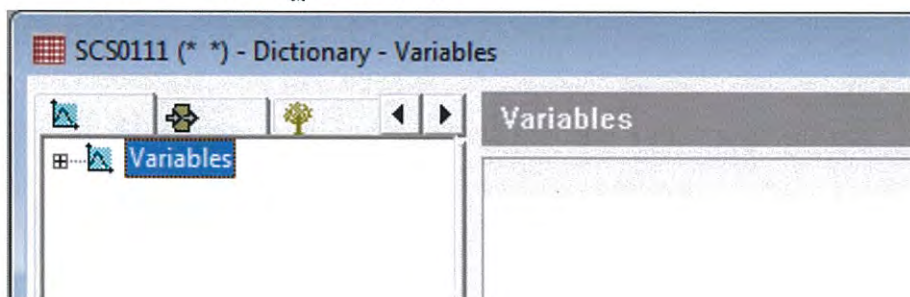 SCS0111 (* *) - Dictionary - Variables
Variables
Variables